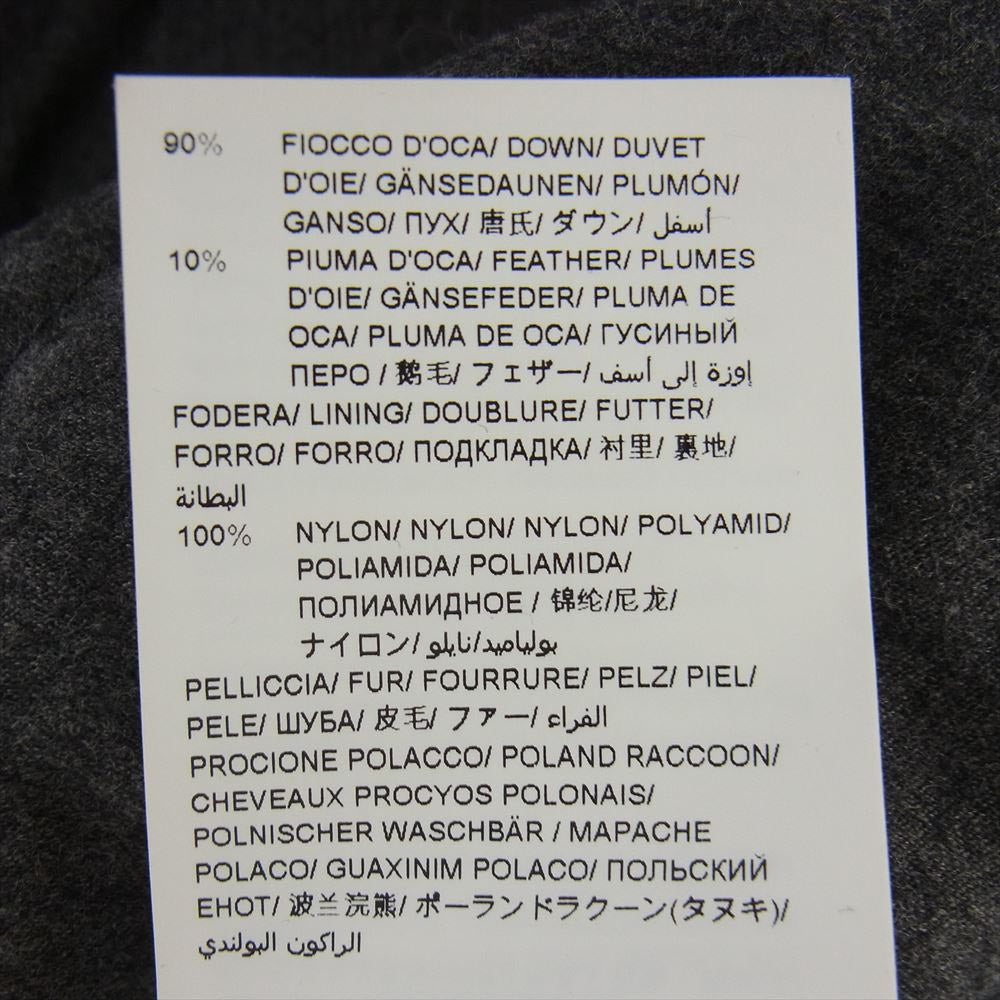 90% FIOCCO D'OCA/ DOWN/ DUVET
D'OIE/ GÄNSEDAUNEN/ PLUMÓN/
GANSO/ ПУХ/ 唐氏/ ダウン/ أسفل
10% PIUMA D'OCA/ FEATHER/ PLUMES
D'OIE/ GÄNSEFEDER/ PLUMA DE
OCA/ PLUMA DE OCA/ ГУСИНЫЙ
ПЕРО / 鹅毛/ フェザー/ إوزة إلى أسف
FODERA/ LINING/ DOUBLURE/ FUTTER/
FORRO/ FORRO/ ПОДКЛАДКА/ 衬里/ 裏地/
البطانة
100% NYLON/ NYLON/ NYLON/ POLYAMID/
POLIAMIDA/ POLIAMIDA/
ПОЛИАМИДНОЕ / 锦纶/尼龙/
ナイロン/ بولياميد/نايلو
PELLICCIA/ FUR/ FOURRURE/ PELZ/ PIEL/
PELE/ ШУБА/ 皮毛/ ファー/ الفراء
PROCIONE POLACCO/ POLAND RACCOON/
CHEVEAUX PROCYOS POLONAIS/
POLNISCHER WASCHBÄR / MAPACHE
POLACO/ GUAXINIM POLACO/ ПОЛЬСКИЙ
ЕНОТ/ 波兰浣熊/ ポーランドラクーン(タヌキ)/
الراكون البولندي